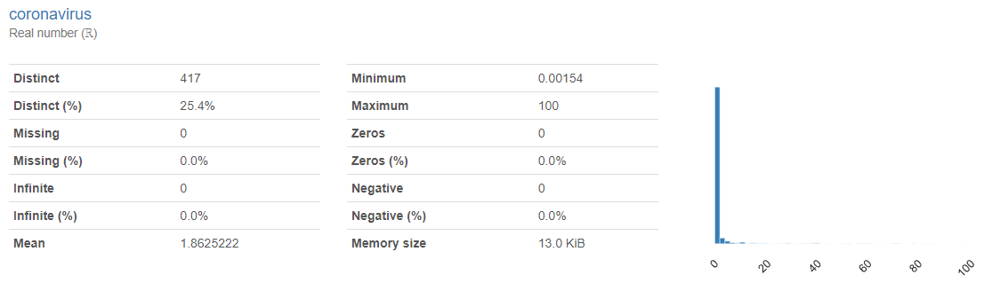 coronavirus
Real number (ℝ)
Distinct 417
Distinct (%) 25.4%
Missing 0
Missing (%) 0.0%
Infinite 0
Infinite (%) 0.0%
Mean 1.8625222
Minimum 0.00154
Maximum 100
Zeros 0
Zeros (%) 0.0%
Negative 0
Negative (%) 0.0%
Memory size 13.0 KiB
0 20 40 60 80 100